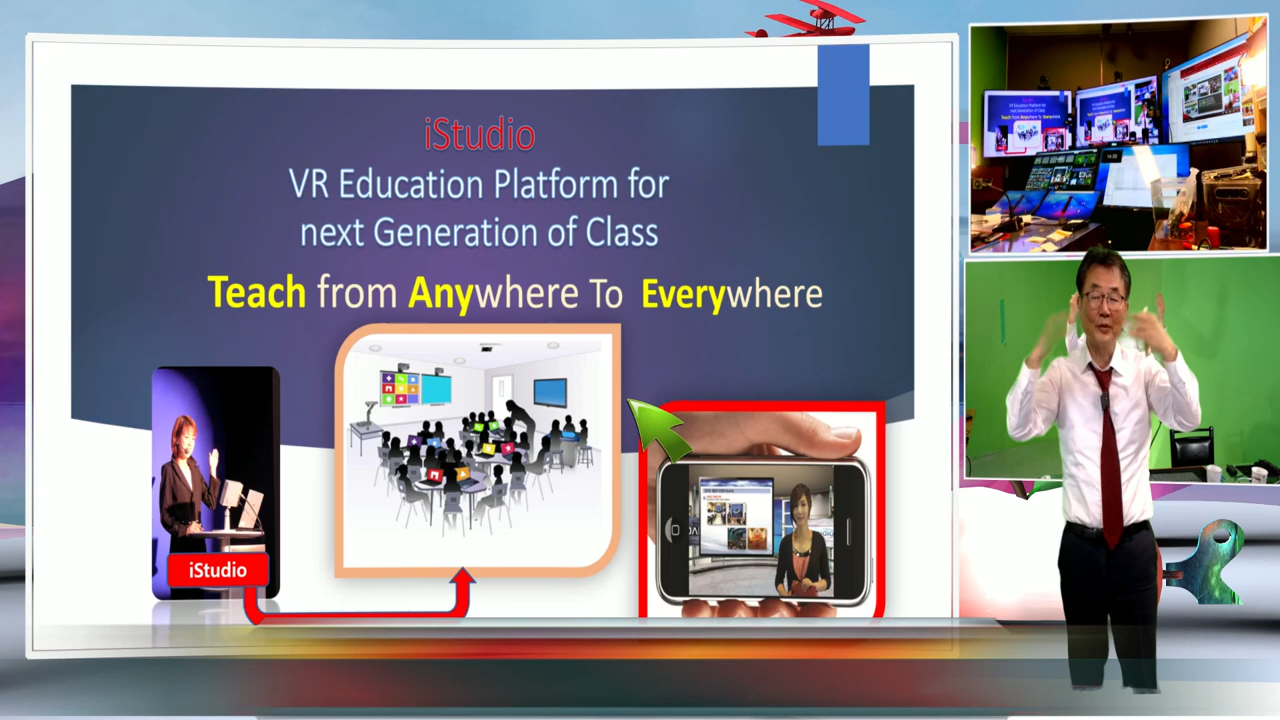 iStudio
VR Education Platform for
next Generation of Class
Teach from Anywhere To Everywhere
iStudio